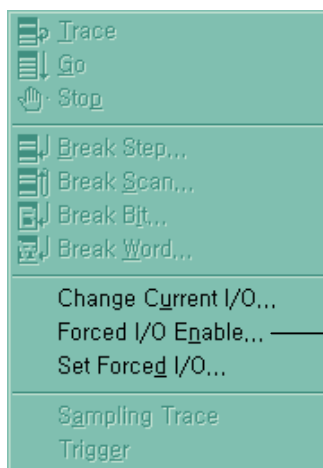 Trace
Go
Stop
Break Step...
Break Scan...
Break Bit...
Break Word...
Change Current I/O...
Forced I/O Enable...
Set Forced I/O...
Sampling Trace
Trigger